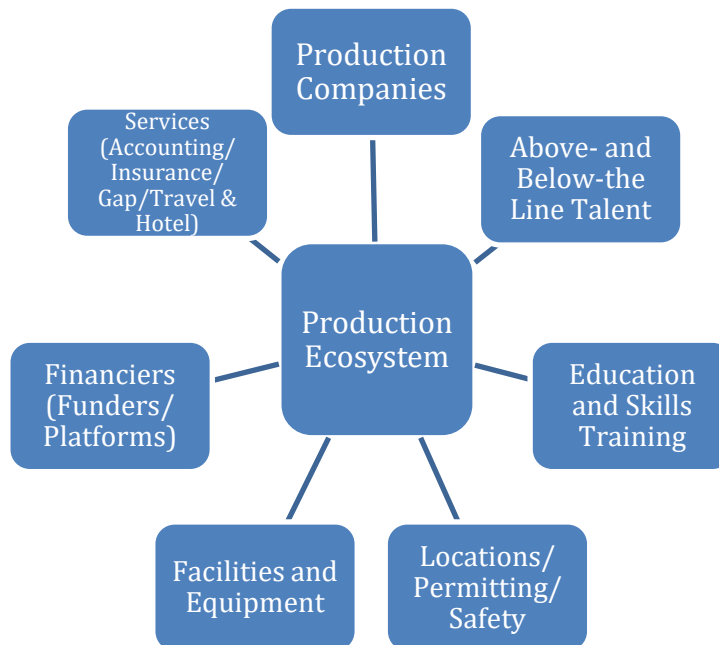 Production
Companies
Services
(Accounting/
Insurance/
Gap/Travel &
Hotel)
Above- and
Below-the
Line Talent
Production
Ecosystem
Financiers
(Funders/
Platforms)
Education
and Skills
Training
Facilities and
Equipment
Locations/
Permitting/
Safety